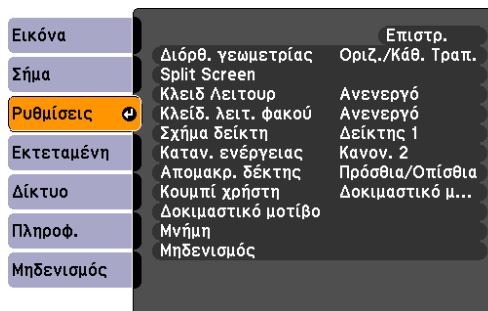 Εικόνα
Σήμα
Ρυθμίσεις
Εκτεταμένη
Δίκτυο
Πληροφ.
Μηδενισμός
Επιστρ.
Διόρθ. γεωμετρίας Οριζ./Κάθ. Τραπ.
Split Screen
Κλειδ Λειτουρ Ανενεργό
Κλείδ. λειτ. φακού Ανενεργό
Σχήμα δείκτη Δείκτης 1
Καταν. ενέργειας Κανον. 2
Απομακρ. δέκτης Πρόσθια/Οπίσθια
Κουμπί χρήστη Δοκιμαστικό μ...
Δοκιμαστικό μοτίβο
Μνήμη
Μηδενισμός